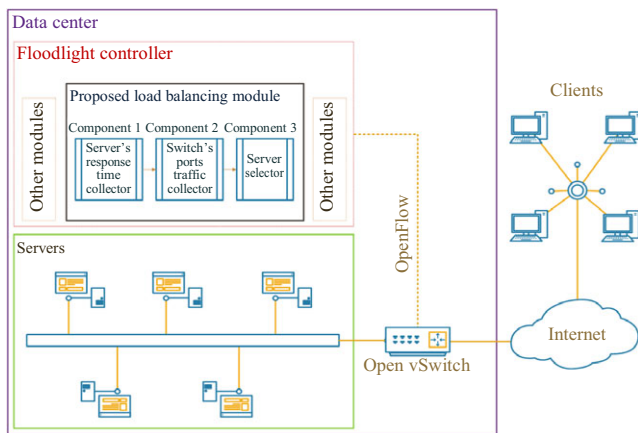 Data center
Floodlight controller
Other modules
Proposed load balancing module
Component 1
Component 2
Component 3
Server's
response
time
collector
Switch's
ports
traffic
collector
Server
selector
Other modules
Clients
OpenFlow
Servers
Open vSwitch
Internet